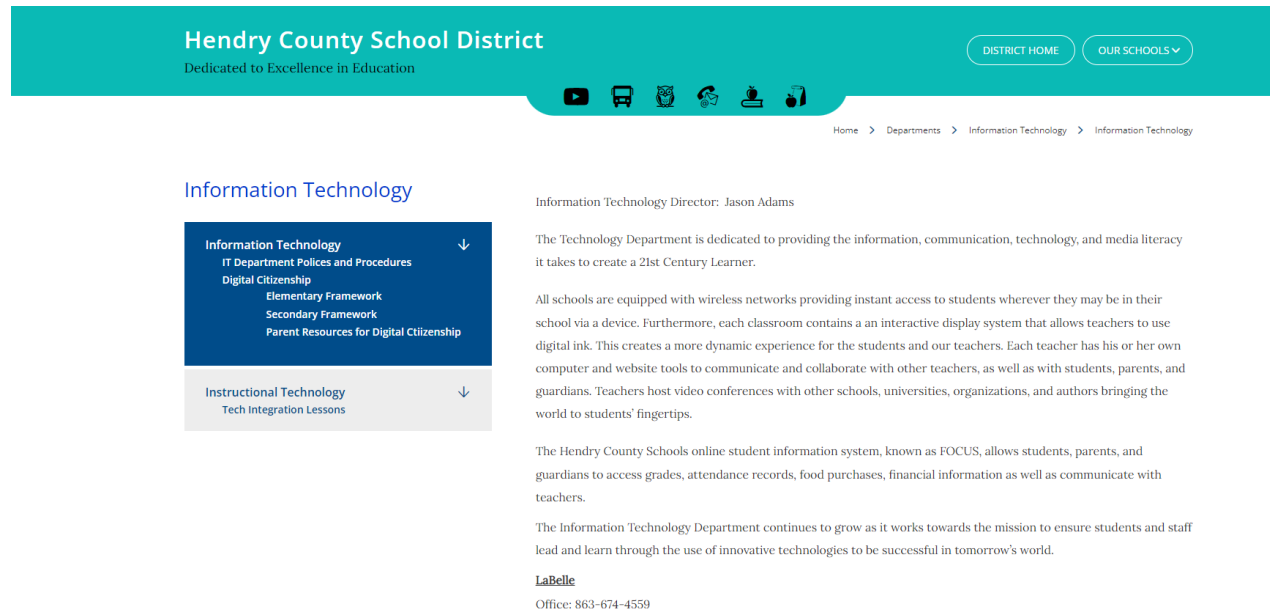 Hendry County School District
Dedicated to Excellence in Education
DISTRICT HOME
OUR SCHOOLS
Home > Departments > Information Technology > Information Technology
Information Technology
Information Technology
IT Department Polices and Procedures
Digital Citizenship
Elementary Framework
Secondary Framework
Parent Resources for Digital Ctiizenship
Instructional Technology
Tech Integration Lessons
Information Technology Director: Jason Adams
The Technology Department is dedicated to providing the information, communication, technology, and media literacy
it takes to create a 21st Century Learner.
All schools are equipped with wireless networks providing instant access to students wherever they may be in their
school via a device. Furthermore, each classroom contains a an interactive display system that allows teachers to use
digital ink. This creates a more dynamic experience for the students and our teachers. Each teacher has his or her own
computer and website tools to communicate and collaborate with other teachers, as well as with students, parents, and
guardians. Teachers host video conferences with other schools, universities, organizations, and authors bringing the
world to students' fingertips.
The Hendry County Schools online student information system, known as FOCUS, allows students, parents, and
guardians to access grades, attendance records, food purchases, financial information as well as communicate with
teachers.
The Information Technology Department continues to grow as it works towards the mission to ensure students and staff
lead and learn through the use of innovative technologies to be successful in tomorrow's world.
LaBelle
Office: 863-674-4559